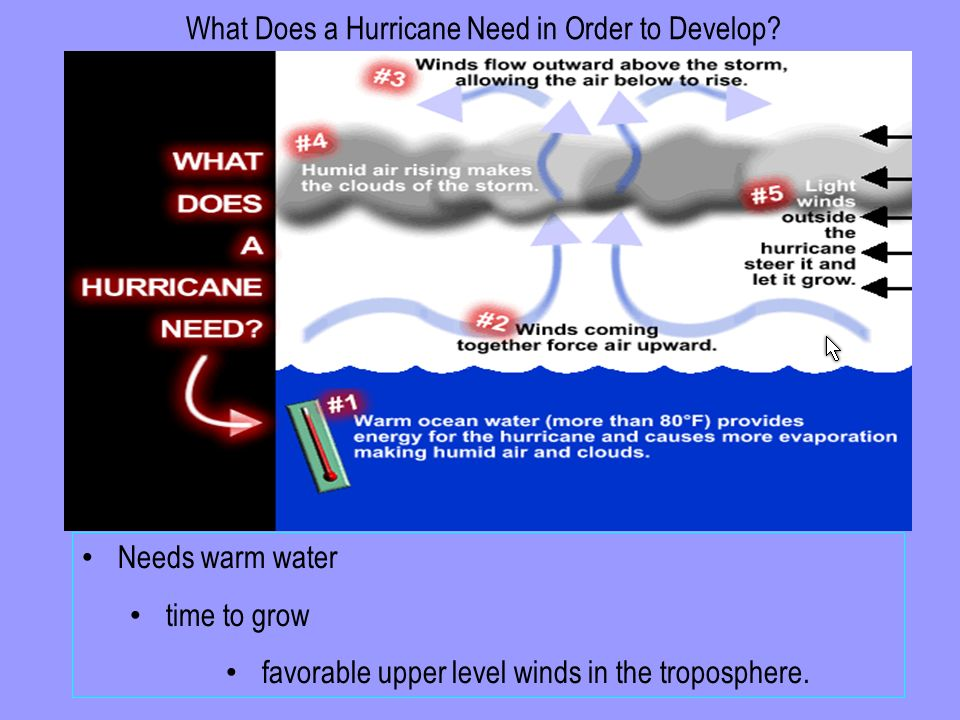 What Does a Hurricane Need in Order to Develop?
WHAT
DOES
A
HURRICANE
NEED?
#3
Winds flow outward above the storm,
allowing the air below to rise.
#4
Humid air rising makes
the clouds of the storm.
#5
Light
winds
outside
the
hurricane
steer it and
let it grow.
#2
Winds coming
together force air upward.
#1
Warm ocean water (more than 80°F) provides
energy for the hurricane and causes more evaporation
making humid air and clouds.
• Needs warm water
• time to grow
• favorable upper level winds in the troposphere.